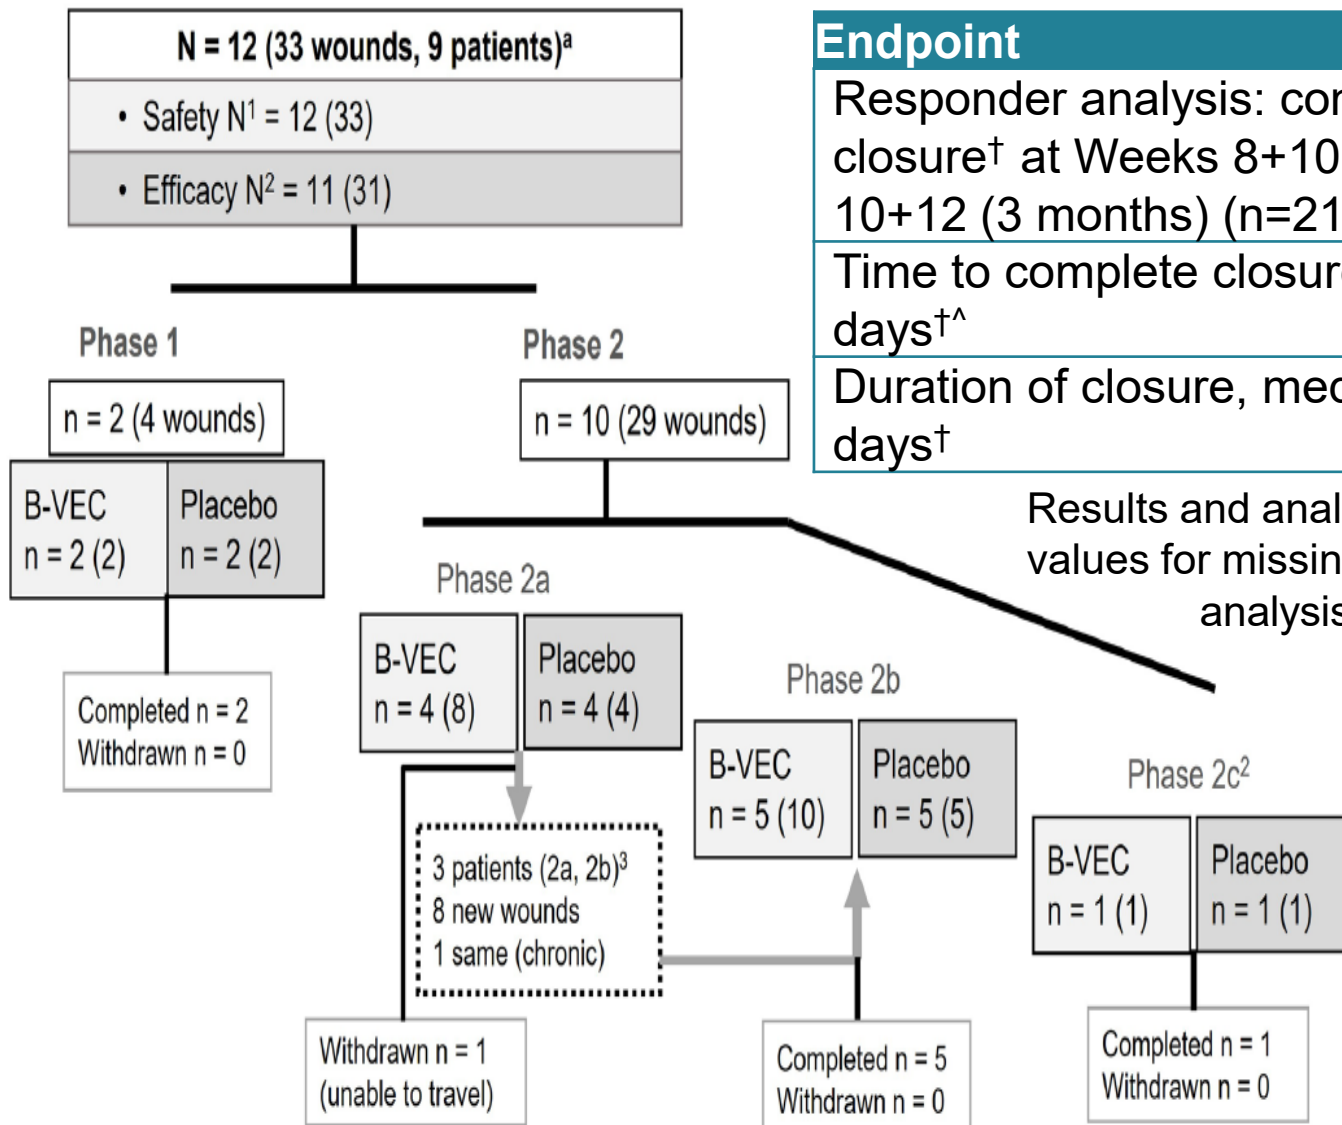 N = 12 (33 wounds, 9 patients)ᵃ
• Safety N¹ = 12 (33)
• Efficacy N² = 11 (31)
Phase 1
Phase 2
n = 2 (4 wounds)
n = 10 (29 wounds)
B-VEC
n = 2 (2)
Placebo
n = 2 (2)
Completed n = 2
Withdrawn n = 0
Phase 2a
B-VEC
n = 4 (8)
Placebo
n = 4 (4)
3 patients (2a, 2b)³
8 new wounds
1 same (chronic)
Withdrawn n = 1
(unable to travel)
Phase 2b
B-VEC
n = 5 (10)
Placebo
n = 5 (5)
Completed n = 5
Withdrawn n = 0
Phase 2c²
B-VEC
n = 1 (1)
Placebo
n = 1 (1)
Completed n = 1
Withdrawn n = 0
Endpoint
Responder analysis:
closure† at Weeks 8+10
10+12 (3 months) (n=21
Time to complete closure
days†^
Duration of closure,
days†
Results and
values for
analysis